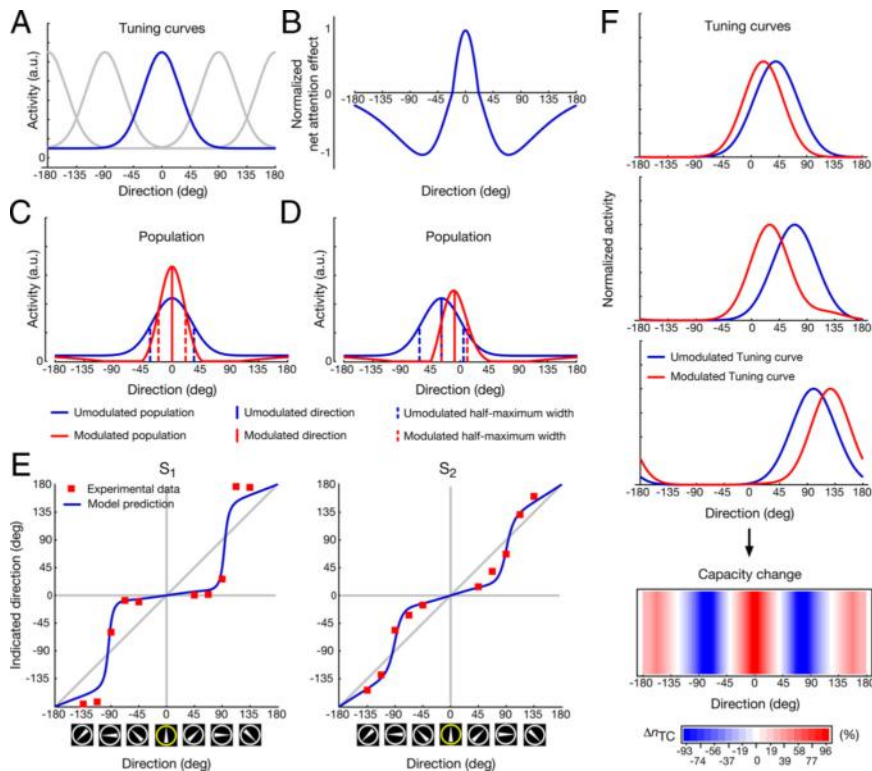 A
Tuning curves
Activity (a.u.)
0
-180 -135 -90 -45 0 45 90 135 180
Direction (deg)
B
Normalized
net attention effect
1
0
-1
-180 -135 -90 -45 0 45 90 135 180
Direction (deg)
C
Population
Activity (a.u.)
0
-180 -135 -90 -45 0 45 90 135 180
Direction (deg)
D
Population
Activity (a.u.)
0
-180 -135 -90 -45 0 45 90 135 180
Direction (deg)
Umodulated population
Umodulated direction
Umodulated half-maximum width
Modulated population
Modulated direction
Modulated half-maximum width
E
S1
Experimental data
Model prediction
Indicated direction (deg)
180
135
90
45
0
-45
-90
-135
-180 -135 -90 -45 0 45 90 135 180
Direction (deg)
S2
180
135
90
45
0
-45
-90
-135
-180 -135 -90 -45 0 45 90 135 180
Direction (deg)
F
Tuning curves
-180 -135 -90 -45 0 45 90 135 180
Normalized activity
-180 -135 -90 -45 0 45 90 135 180
Umodulated Tuning curve
Modulated Tuning curve
-180 -135 -90 -45 0 45 90 135 180
Direction (deg)
Capacity change
-180 -135 -90 -45 0 45 90 135 180
Direction (deg)
ΔnTC
(%)
-93 -74 -57 -39 -19 0 19 38 58 77 96